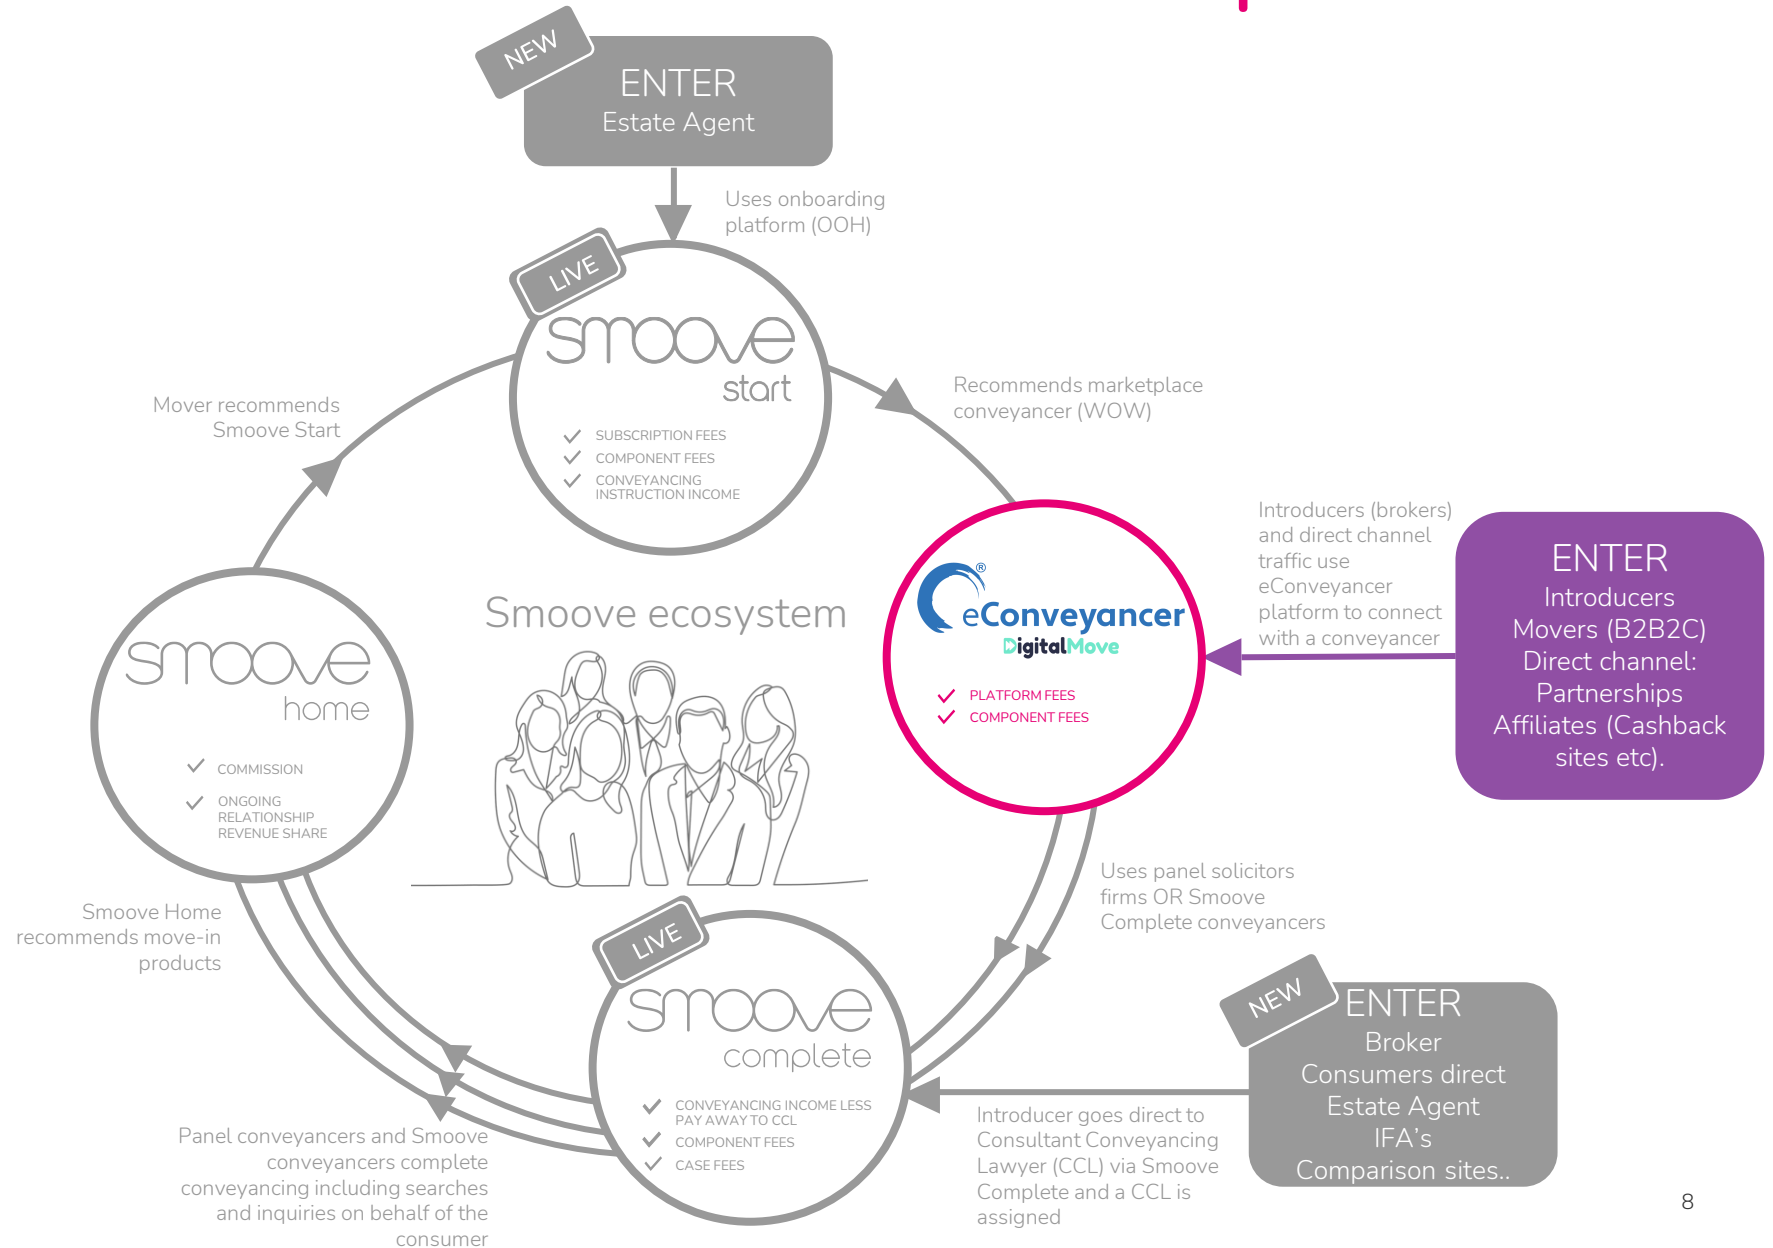 NEW
ENTER
Estate Agent
Uses onboarding
platform (OOH)
LIVE
smoove
start
SUBSCRIPTION FEES
COMPONENT FEES
CONVEYANCING
INSTRUCTION INCOME
Mover recommends
Smoove Start
Recommends marketplace
conveyancer (WOW)
Introducers (brokers)
and direct channel
traffic use
eConveyancer
platform to connect
with a conveyancer
ENTER
Introducers
Movers (B2B2C)
Direct channel:
Partnerships
Affiliates (Cashback
sites etc).
Smoove ecosystem
®
eConveyancer
DigitalMove
PLATFORM FEES
COMPONENT FEES
smoove
home
COMMISSION
ONGOING
RELATIONSHIP
REVENUE SHARE
Smoove Home
recommends move-in
products
Uses panel solicitors
firms OR Smoove
Complete conveyancers
LIVE
smoove
complete
CONVEYANCING INCOME LESS
PAY AWAY TO CCL
COMPONENT FEES
CASE FEES
NEW
ENTER
Broker
Consumers direct
Estate Agent
IFA's
Comparison sites..
Introducer goes direct to
Consultant Conveyancing
Lawyer (CCL) via Smoove
Complete and a CCL is
assigned
Panel conveyancers and Smoove
conveyancers complete
conveyancing including searches
and inquiries on behalf of the
consumer
8